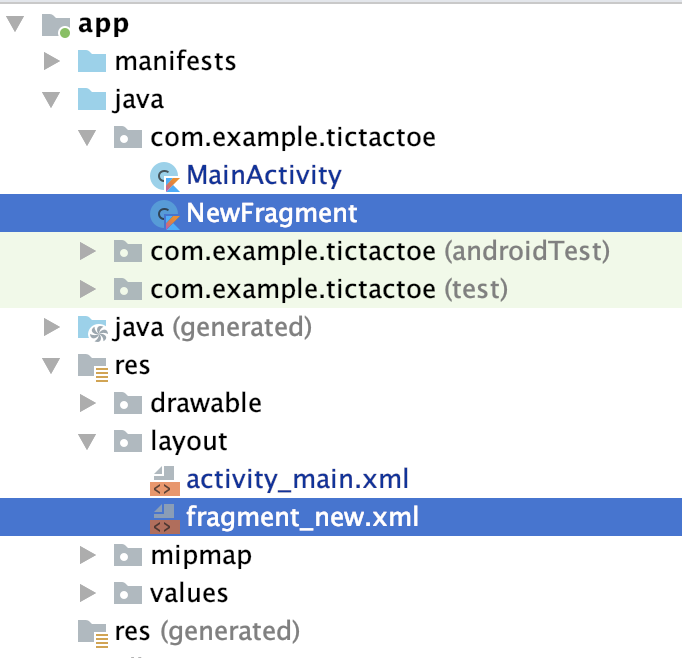 app
manifests
java
com.example.tictactoe
MainActivity
NewFragment
com.example.tictactoe (androidTest)
com.example.tictactoe (test)
java (generated)
res
drawable
layout
activity_main.xml
fragment_new.xml
mipmap
values
res (generated)